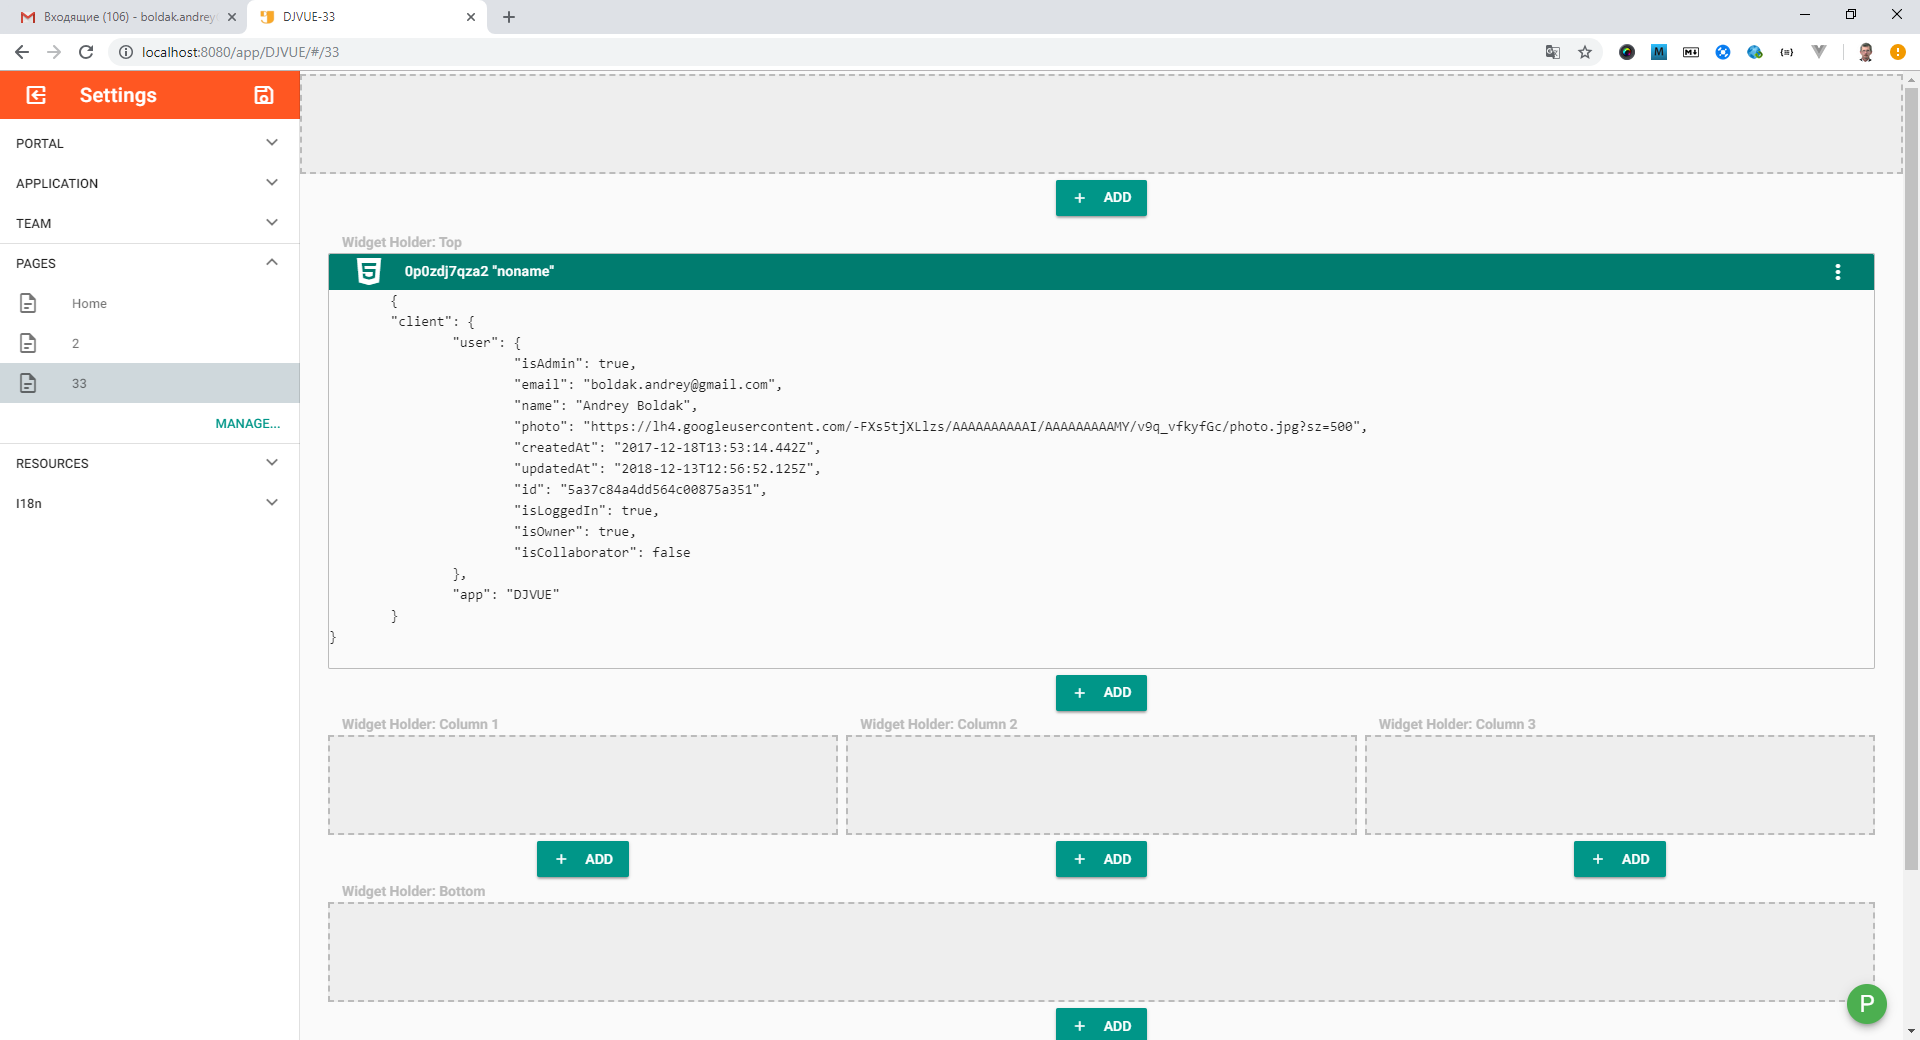 Входящие (106) - boldak.andrey
DJVUE-33
localhost:8080/app/DJVUE/#/33
Settings
PORTAL
APPLICATION
TEAM
PAGES
Home
2
33
MANAGE...
RESOURCES
I18n
+ ADD
Widget Holder: Top
5 0p0zdj7qza2 "noname"
{
"client": {
"user": {
"isAdmin": true,
"email": "boldak.andrey@gmail.com",
"name": "Andrey Boldak",
"photo": "https://lh4.googleusercontent.com/-FXs5tjXLlzs/AAAAAAAAAAI/AAAAAAAAAMY/v9q_vfkyfGc/photo.jpg?sz=500",
"createdAt": "2017-12-18T13:53:14.442Z",
"updatedAt": "2018-12-13T12:56:52.125Z",
"id": "5a37c84a4dd564c00875a351",
"isLoggedIn": true,
"isOwner": true,
"isCollaborator": false
},
"app": "DJVUE"
}
}
+ ADD
Widget Holder: Column 1
Widget Holder: Column 2
Widget Holder: Column 3
+ ADD
+ ADD
+ ADD
Widget Holder: Bottom
P
+ ADD